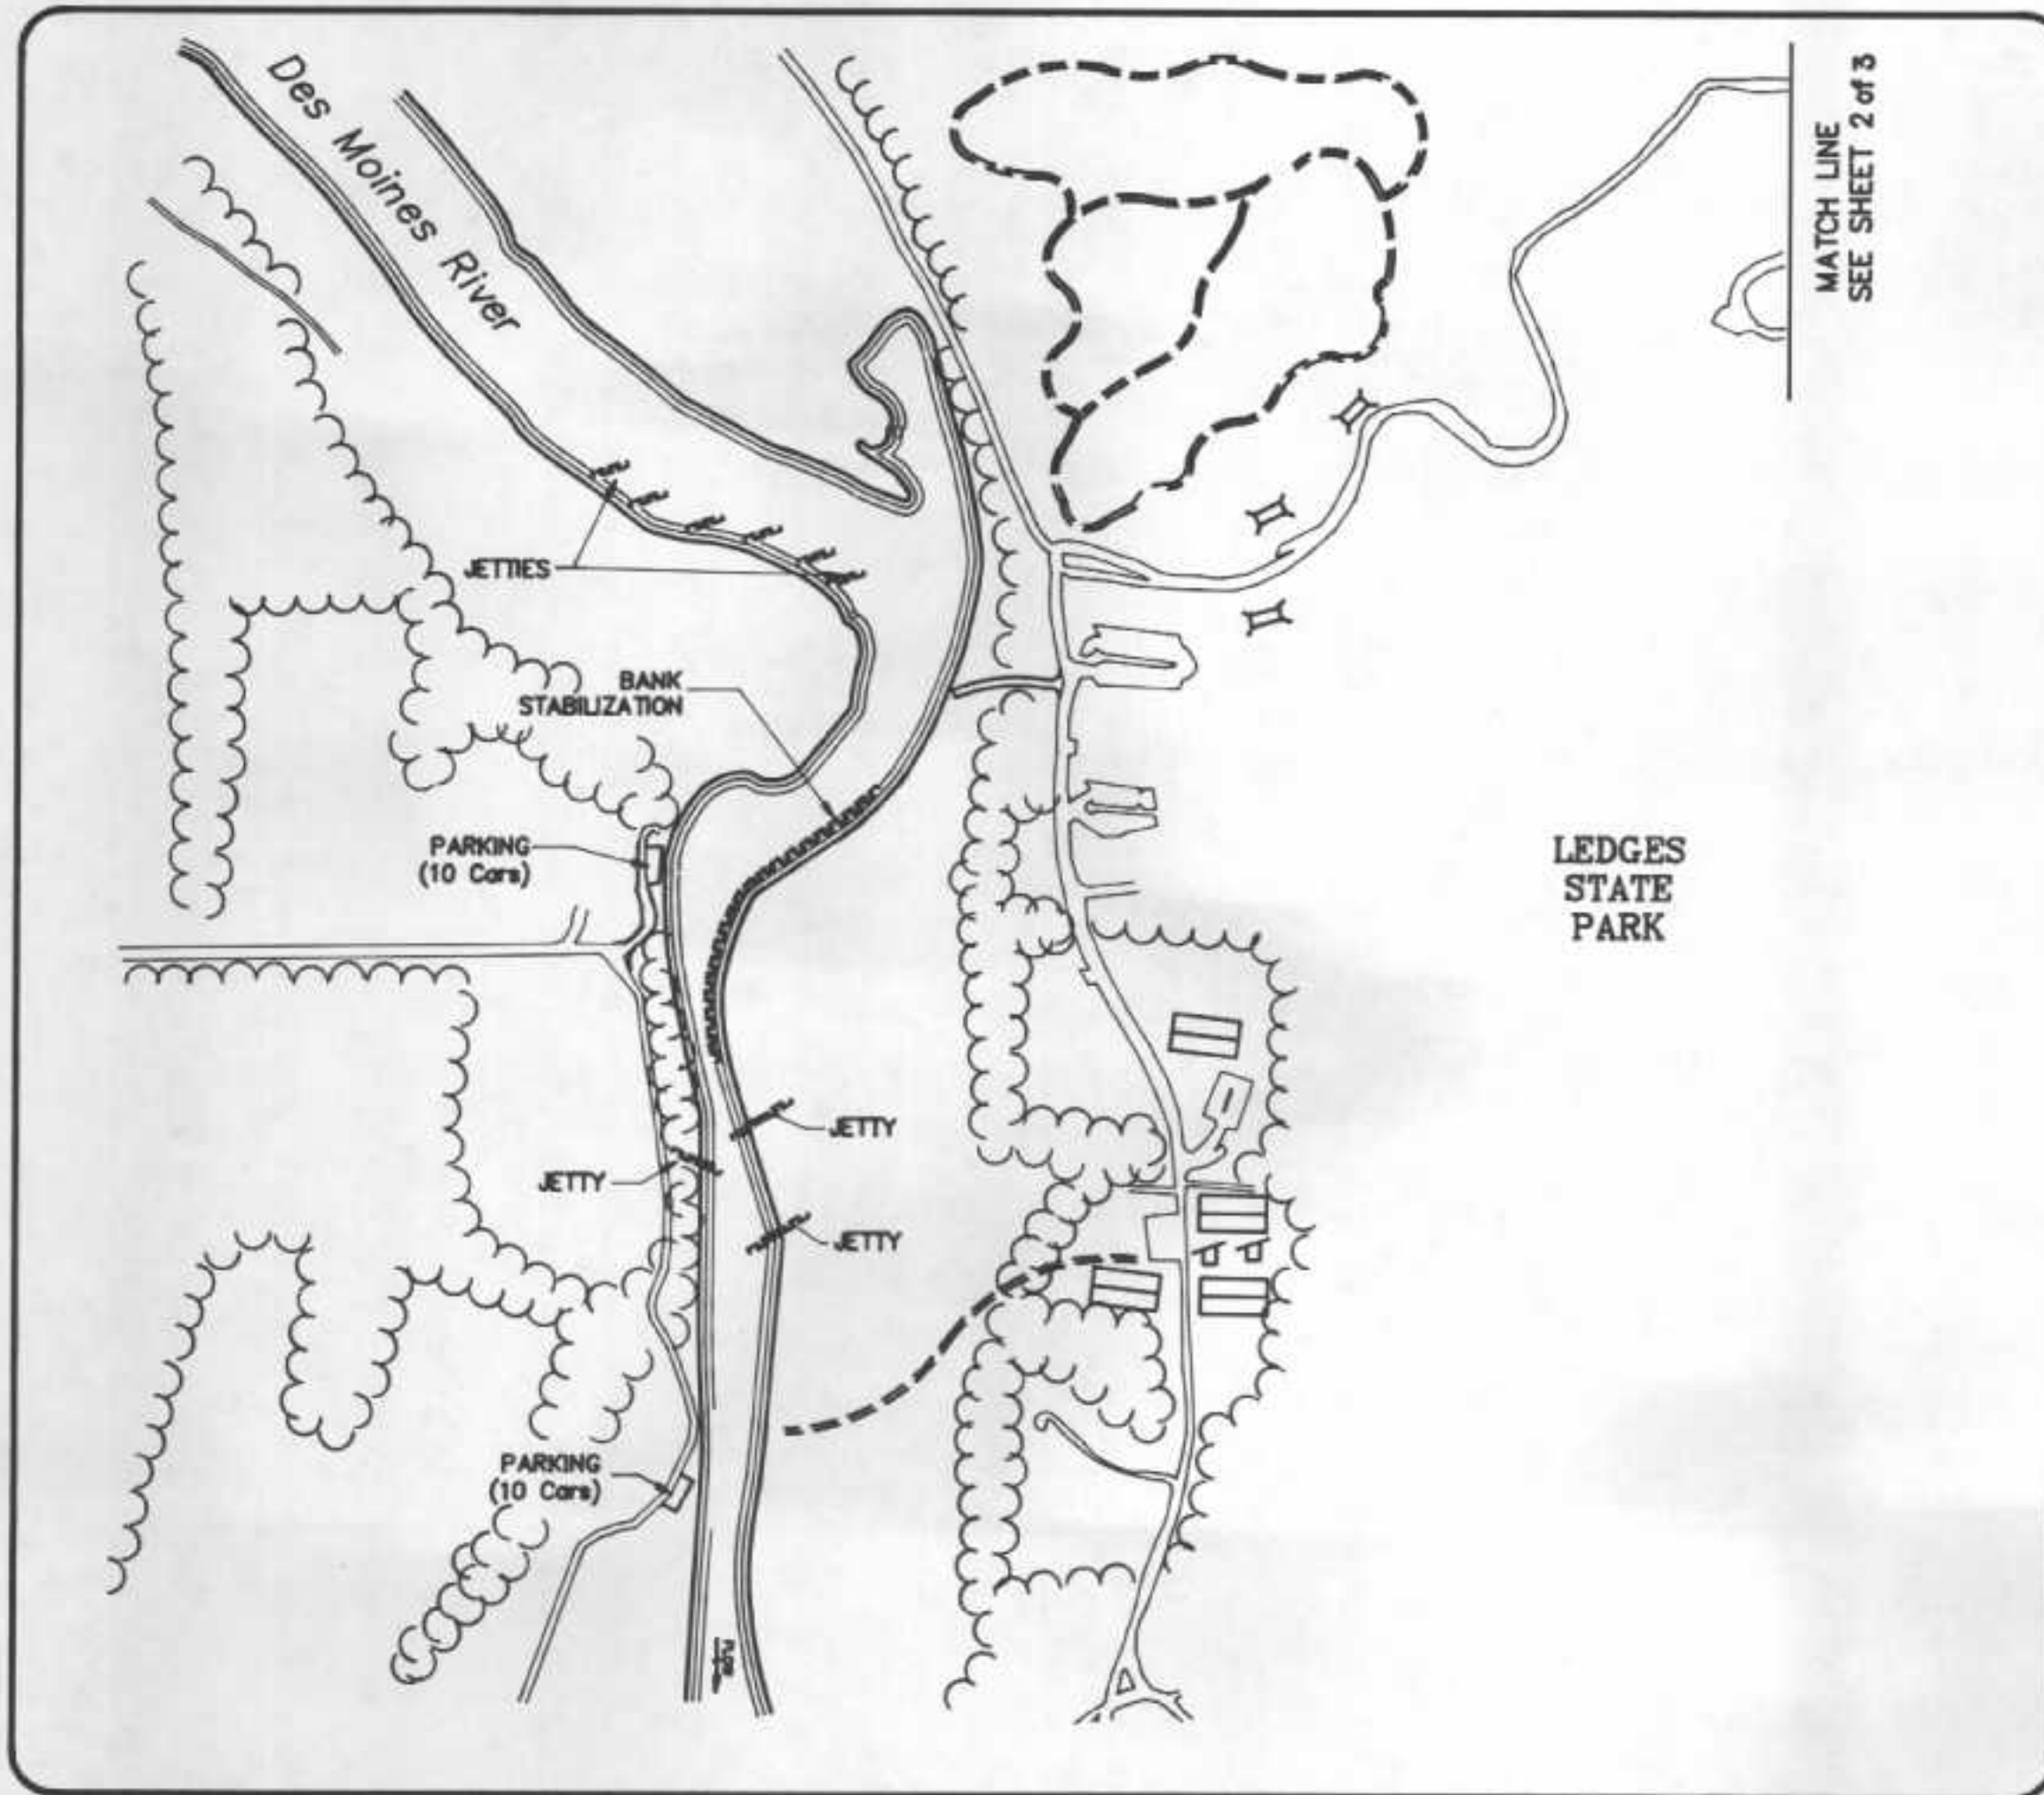 Des Moines River
MATCH LINE
SEE SHEET 2 of 3
JETTIES
BANK
STABILIZATION
PARKING
(10 Cars)
LEDGES
STATE
PARK
JETTY
JETTY
JETTY
PARKING
(10 Cars)